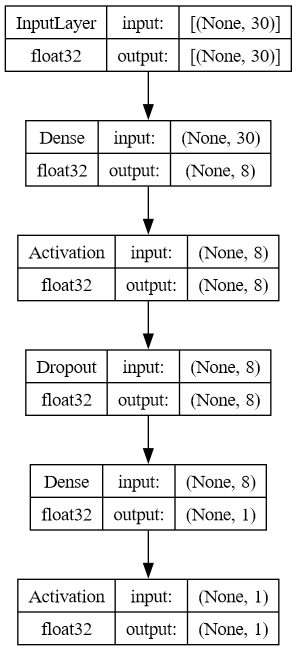 InputLayer input: [(None, 30)]
float32 output: [(None, 30)]
Dense input: (None, 30)
float32 output: (None, 8)
Activation input: (None, 8)
float32 output: (None, 8)
Dropout input: (None, 8)
float32 output: (None, 8)
Dense input: (None, 8)
float32 output: (None, 1)
Activation input: (None, 1)
float32 output: (None, 1)